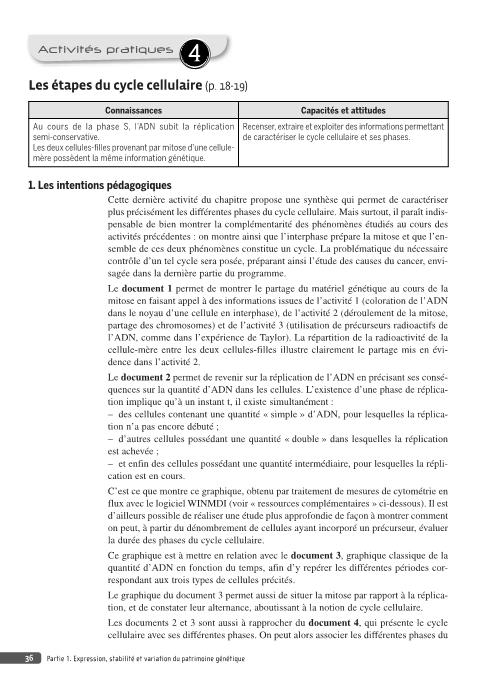 Activités pratiques 4
Les étapes du cycle cellulaire (p. 18-19)
Connaissances
Capacités et attitudes
Au cours de la phase S, l'ADN subit la réplication
semi-conservative.
Les deux cellules-filles provenant par mitose d'une cellule-
mère possèdent la même information génétique.
Recenser, extraire et exploiter des informations permettant
de caractériser le cycle cellulaire et ses phases.
1. Les intentions pédagogiques
Cette dernière activité du chapitre propose une synthèse qui permet de caractériser
plus précisément les différentes phases du cycle cellulaire. Mais surtout, il paraît indis-
pensable de bien montrer la complémentarité des phénomènes étudiés au cours des
activités précédentes : on montre ainsi que l'interphase prépare la mitose et que l'en-
semble de ces deux phénomènes constitue un cycle. La problématique du nécessaire
contrôle d'un tel cycle sera posée, préparant ainsi l'étude des causes du cancer, envi-
sagée dans la dernière partie du programme.
Le document 1 permet de montrer le partage du matériel génétique au cours de la
mitose en faisant appel à des informations issues de l'activité 1 (coloration de l'ADN
dans le noyau d'une cellule en interphase), de l'activité 2 (déroulement de la mitose,
partage des chromosomes) et de l'activité 3 (utilisation de précurseurs radioactifs de
l'ADN, comme dans l'expérience de Taylor). La répartition de la radioactivité de la
cellule-mère entre les deux cellules-filles illustre clairement le partage mis en évi-
dence dans l'activité 2.
Le document 2 permet de revenir sur la réplication de l'ADN en précisant ses consé-
quences sur la quantité d'ADN dans les cellules. L'existence d'une phase de réplica-
tion implique qu'à un instant t, il existe simultanément :
– des cellules contenant une quantité « simple » d'ADN, pour lesquelles la réplica-
tion n'a pas encore débuté ;
– d'autres cellules possédant une quantité « double » dans lesquelles la réplication
est achevée ;
– et enfin des cellules possédant une quantité intermédiaire, pour lesquelles la répli-
cation est en cours.
C'est ce que montre ce graphique, obtenu par traitement de mesures de cytométrie en
flux avec le logiciel WINMDI (voir « ressources complémentaires » ci-dessous). Il est
d'ailleurs possible de réaliser une étude plus approfondie de façon à montrer comment
on peut, à partir du dénombrement de cellules ayant incorporé un précurseur, évaluer
la durée des phases du cycle cellulaire.
Ce graphique est à mettre en relation avec le document 3, graphique classique de la
quantité d'ADN en fonction du temps, afin d'y repérer les différentes périodes cor-
respondant aux trois types de cellules précités.
Le graphique du document 3 permet aussi de situer la mitose par rapport à la réplica-
tion, et de constater leur alternance, aboutissant à la notion de cycle cellulaire.
Les documents 2 et 3 sont aussi à rapprocher du document 4, qui présente le cycle
cellulaire avec ses différentes phases. On peut alors associer les différentes phases du
36 Partie 1. Expression, stabilité et variation du patrimoine génétique